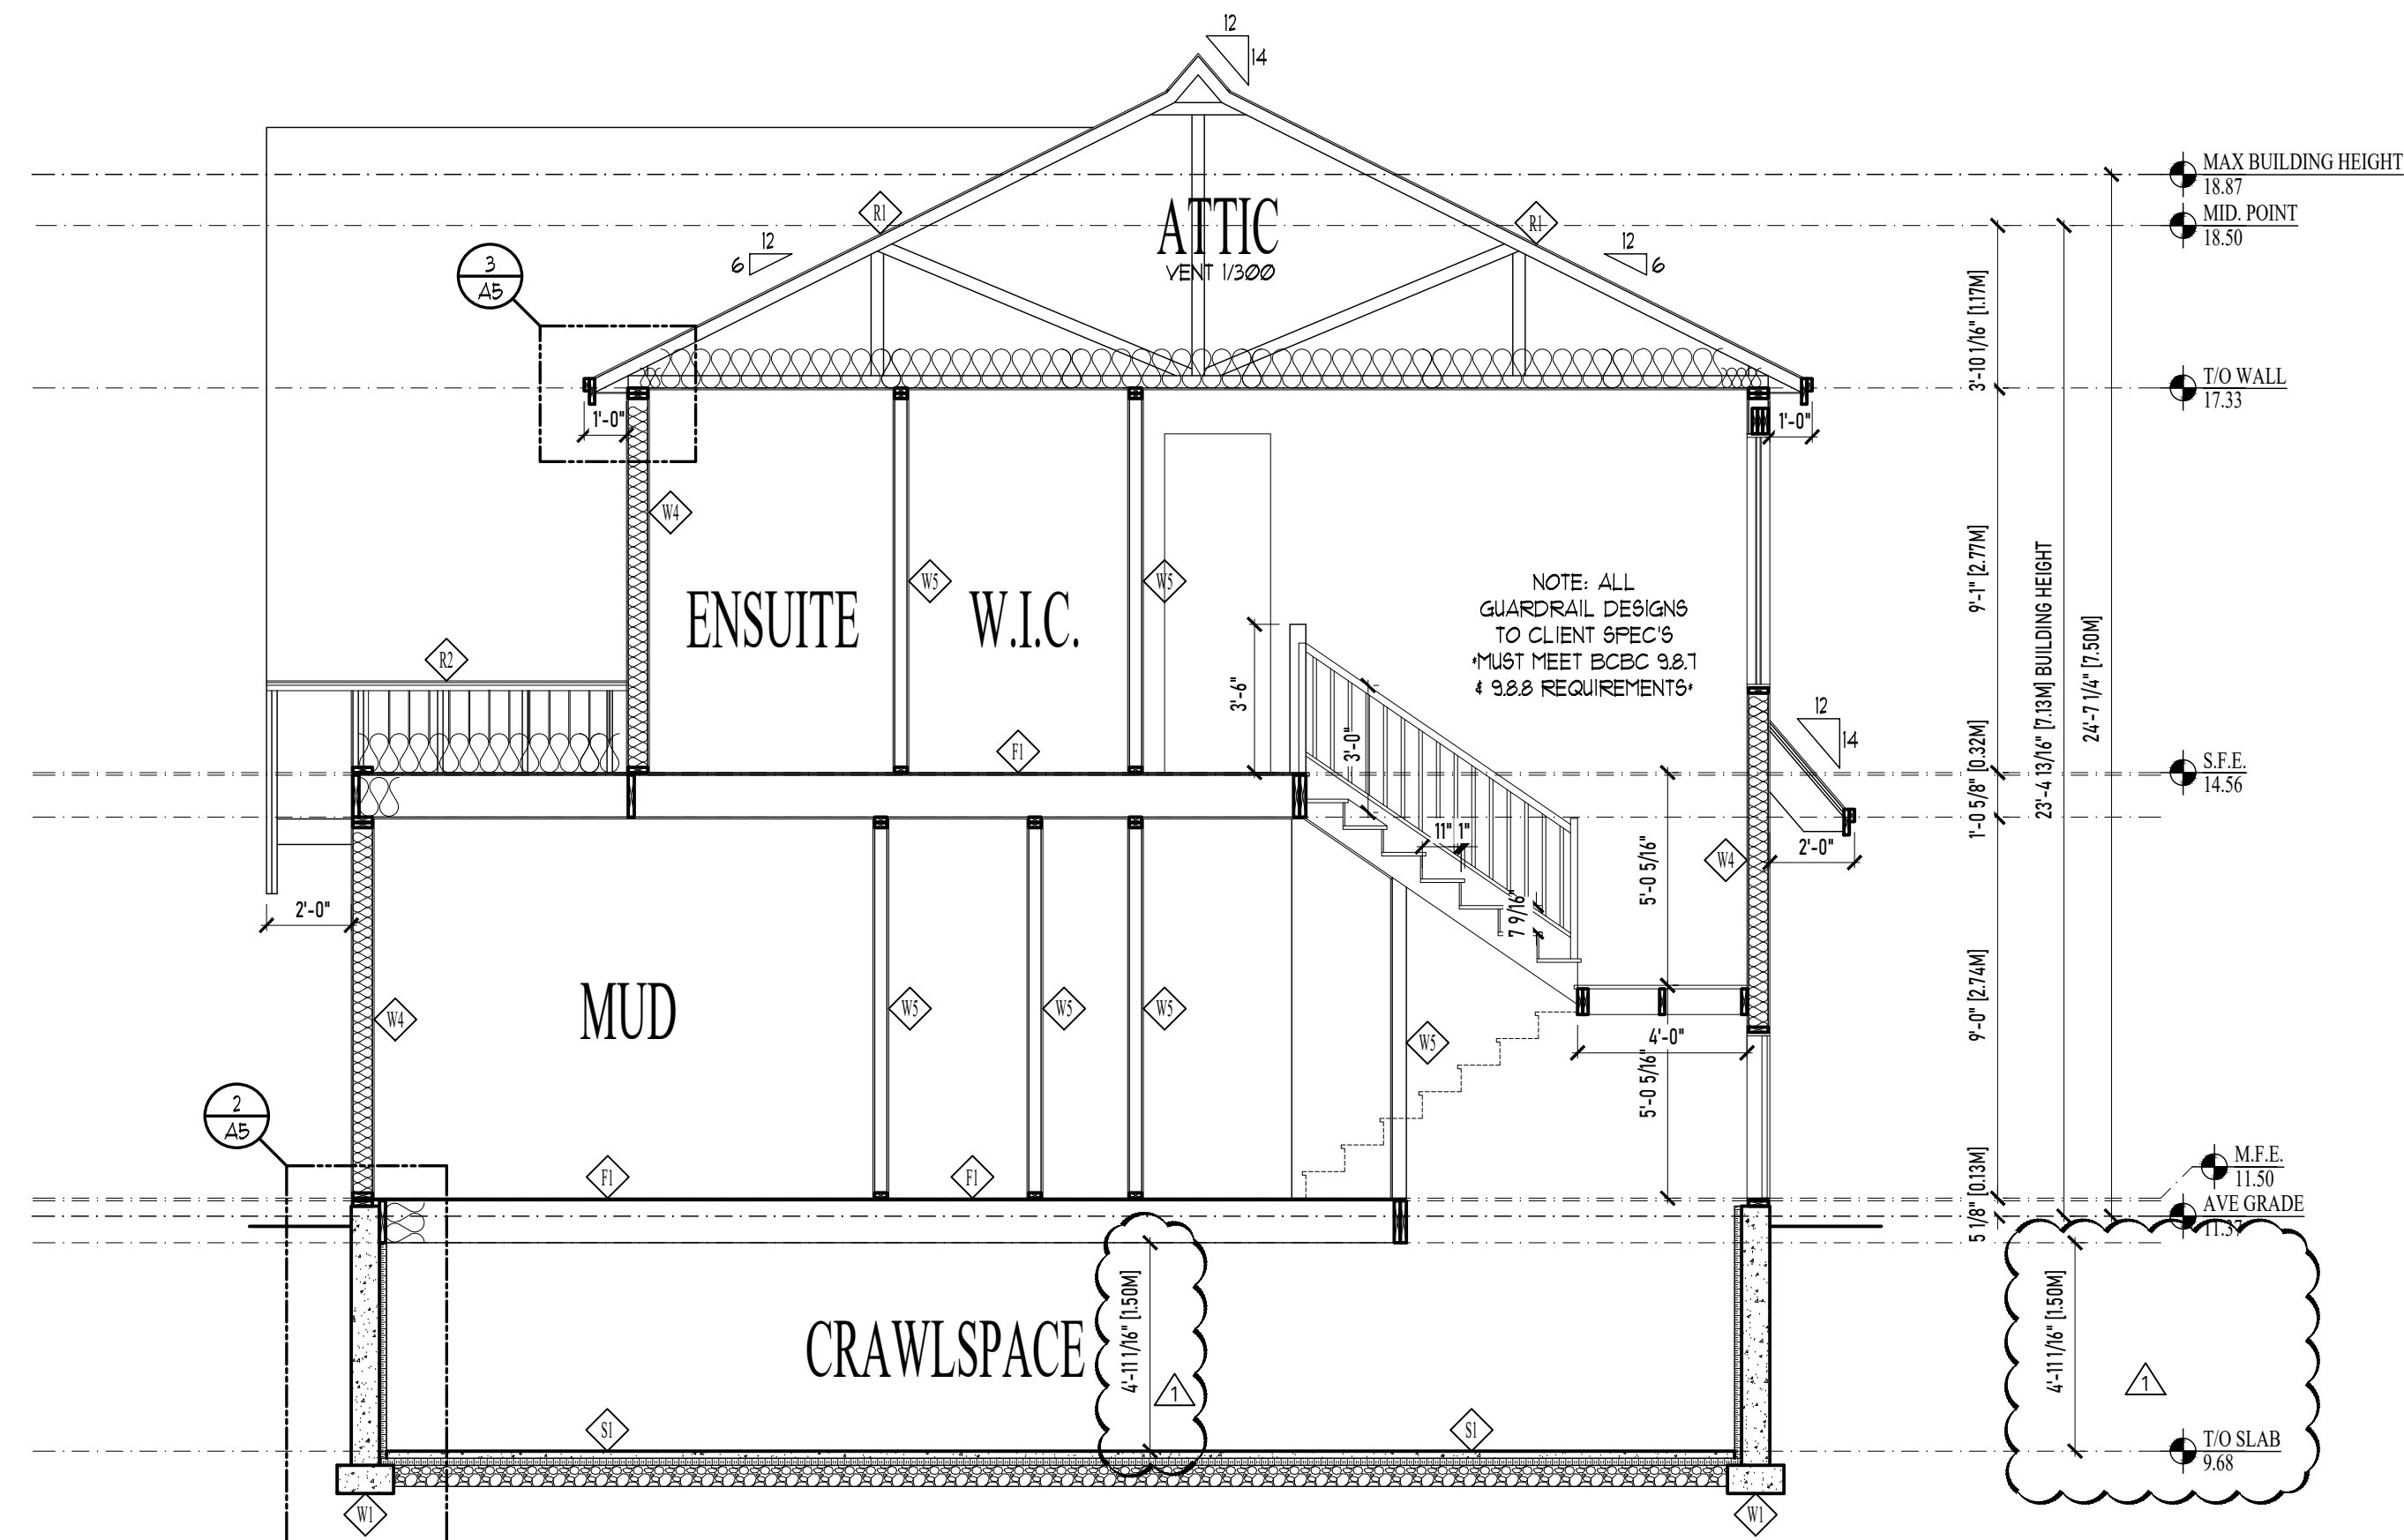 12
14
MAX BUILDING HEIGHT
18.87
R1
ATTIC
VENT 1/300
R1
MID. POINT
18.50
12
6
12
6
3
A5
3'-10 1/16" [1.17M]
T/O WALL
17.33
1'-0"
1'-0"
W4
ENSUITE
W5
W.I.C.
W5
NOTE: ALL
GUARDRAIL DESIGNS
TO CLIENT SPEC'S
*MUST MEET BCBC 9.8.7
& 9.8.8 REQUIREMENTS*
9'-1" [2.77M]
23'-4 13/16" [7.13M] BUILDING HEIGHT
24'-7 1/4" [7.50M]
R2
3'-6"
3'-0"
F1
12
14
S.F.E.
14.56
1'-0 5/8" [0.32M]
11"
1"
2'-0"
W4
5'-0 5/16"
7 9/16"
2'-0"
MUD
W4
W5
W5
W5
W5
4'-0"
9'-0" [2.74M]
5'-0 5/16"
2
A5
F1
F1
M.F.E.
11.50
5 1/8" [0.13M]
AVE GRADE
11.37
CRAWLSPACE
4'-11 1/16" [1.50M]
1
4'-11 1/16" [1.50M]
1
S1
S1
T/O SLAB
9.68
W1
W1